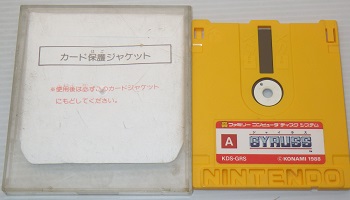 カード保護ジャケット
※使用後は必ずこのカードジャケット
にもどしてください。
ファミリー コンピュータ ディスク システム
A
GYRUSS
KDS-GRS
© KONAMI 1988
NINTENDO